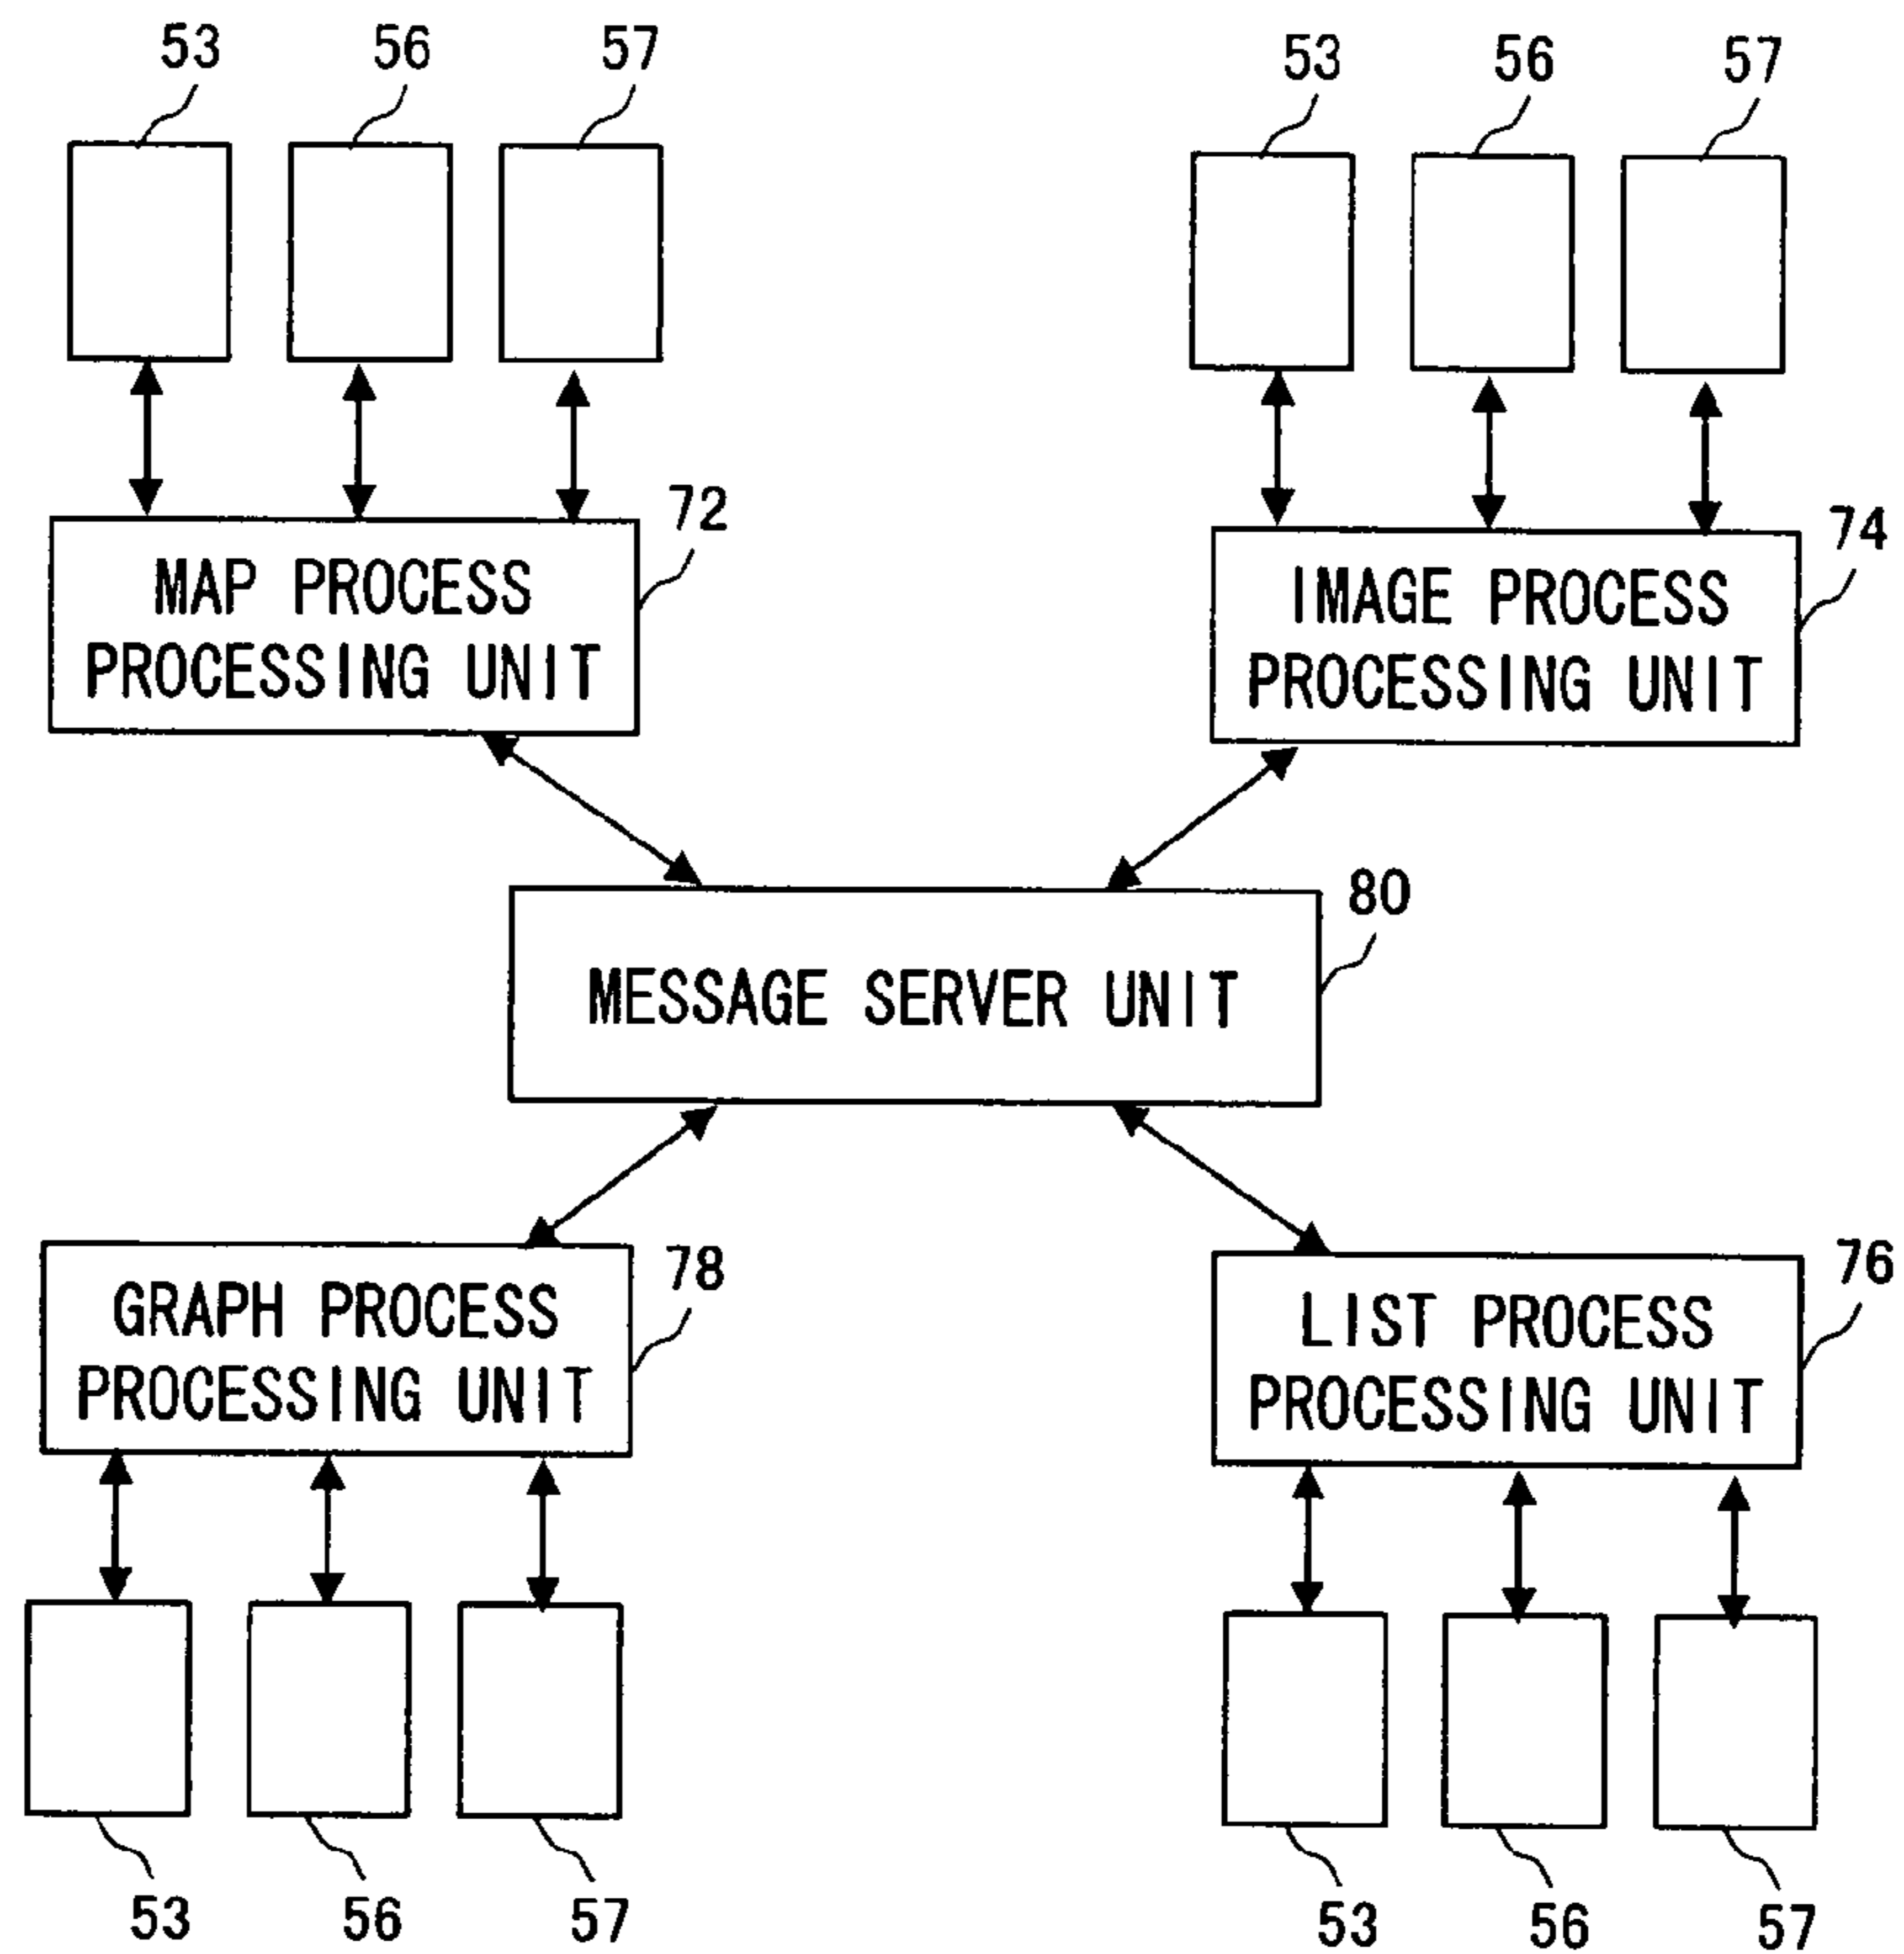 53 56 57
53 56 57
72
MAP PROCESS
PROCESSING UNIT
74
IMAGE PROCESS
PROCESSING UNIT
80
MESSAGE SERVER UNIT
78
GRAPH PROCESS
PROCESSING UNIT
76
LIST PROCESS
PROCESSING UNIT
53 56 57
53 56 57